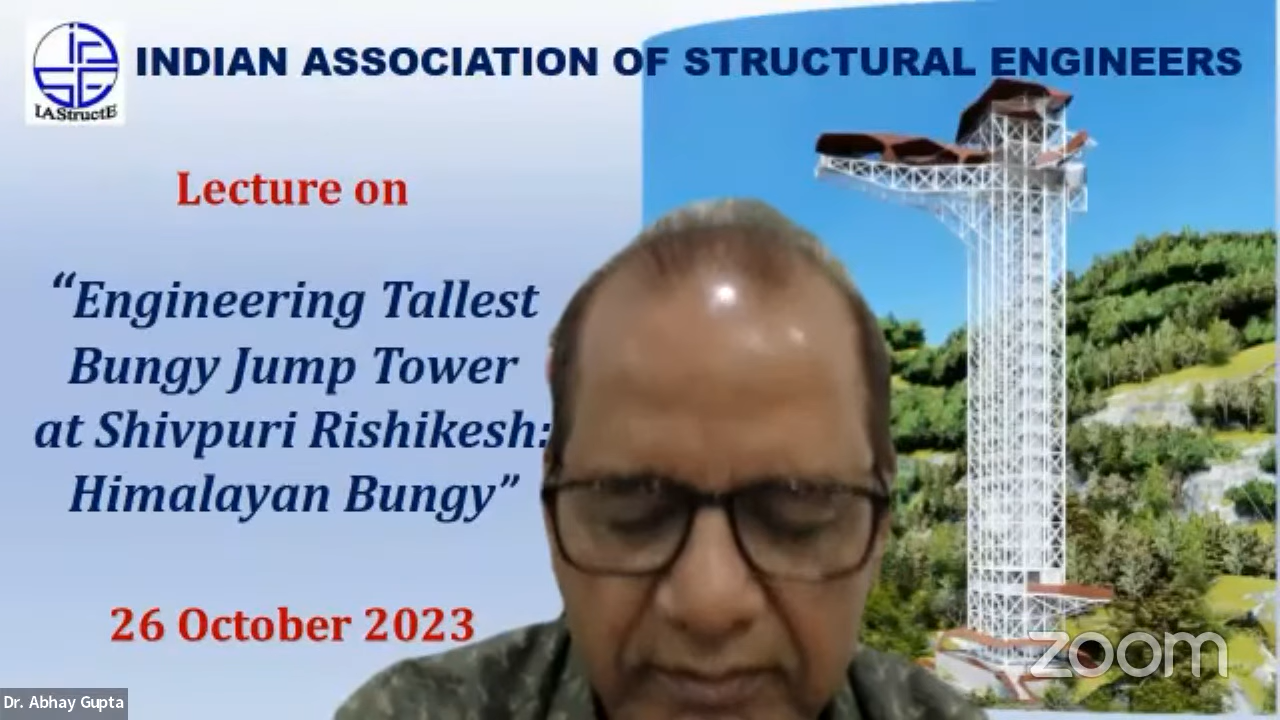 IAStructE
INDIAN ASSOCIATION OF STRUCTURAL ENGINEERS
Lecture on
“Engineering Tallest
Bungy Jump Tower
at Shivpuri Rishikesh:
Himalayan Bungy”
26 October 2023
zoom
Dr. Abhay Gupta